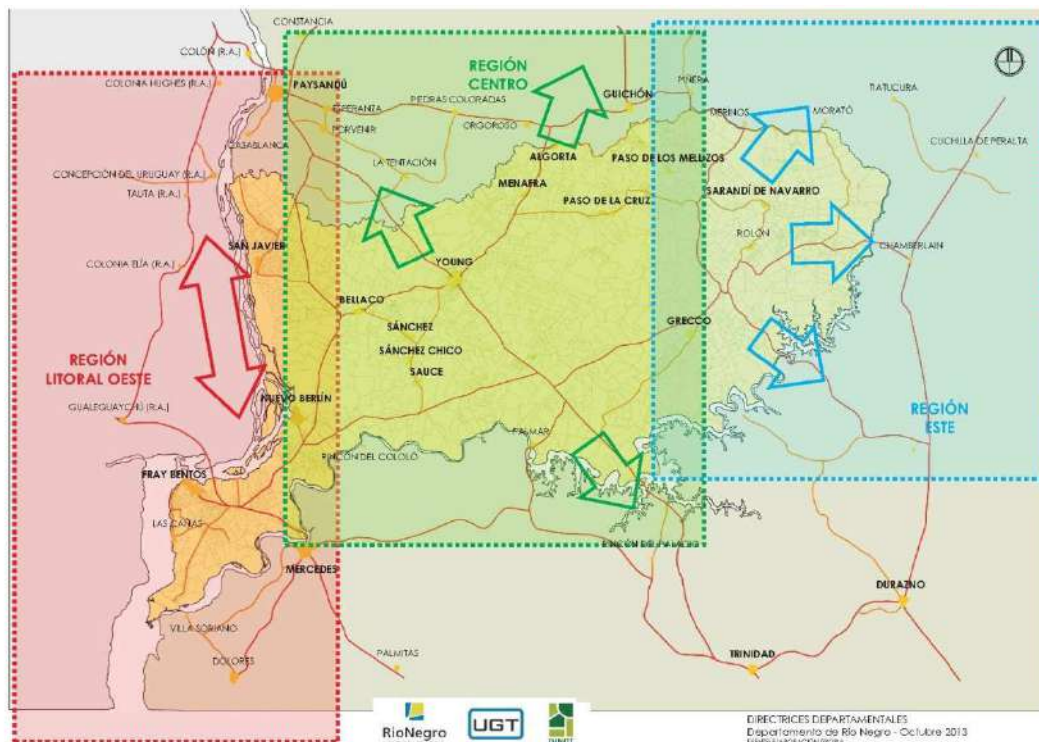 CONSTANCIA
COLÓN (R.A.)
COLONIA HUGHES (R.A.)
PAYSANDÚ
REGIÓN
CENTRO
PIÑERA
GUICHÓN
TIATUCURA
ESPERANZA
PIEDRAS COLORADAS
PORVENIR
ORGOROSO
MORATÓ
CUCHILLA DE PERALTA
CASABLANCA
LA TENTACIÓN
ALGORTA
PASO DE LOS MELLIZOS
CONCEPCIÓN DEL URUGUAY (R.A.)
MENAFRA
TAUTA (R.A.)
PASO DE LA CRUZ
SARANDÍ DE NAVARRO
ROLÓN
SAN JAVIER
CHAMBERLAIN
COLONIA ELÍA (R.A.)
YOUNG
BELLACO
SÁNCHEZ
GRECCO
SÁNCHEZ CHICO
REGIÓN
LITORAL OESTE
SAUCE
GUALEGUAYCHÚ (R.A.)
NUEVO BERLÍN
REGIÓN
ESTE
PALMAR
RINCÓN DEL COLOLÓ
FRAY BENTOS
LAS CAÑAS
RINCÓN DEL PALACIO
MERCEDES
DURAZNO
VILLA SORIANO
DOLORES
PALMITAS
TRINIDAD
RioNegro
UGT
DIRECTRICES DEPARTAMENTALES
Departamento de Río Negro - Octubre 2013